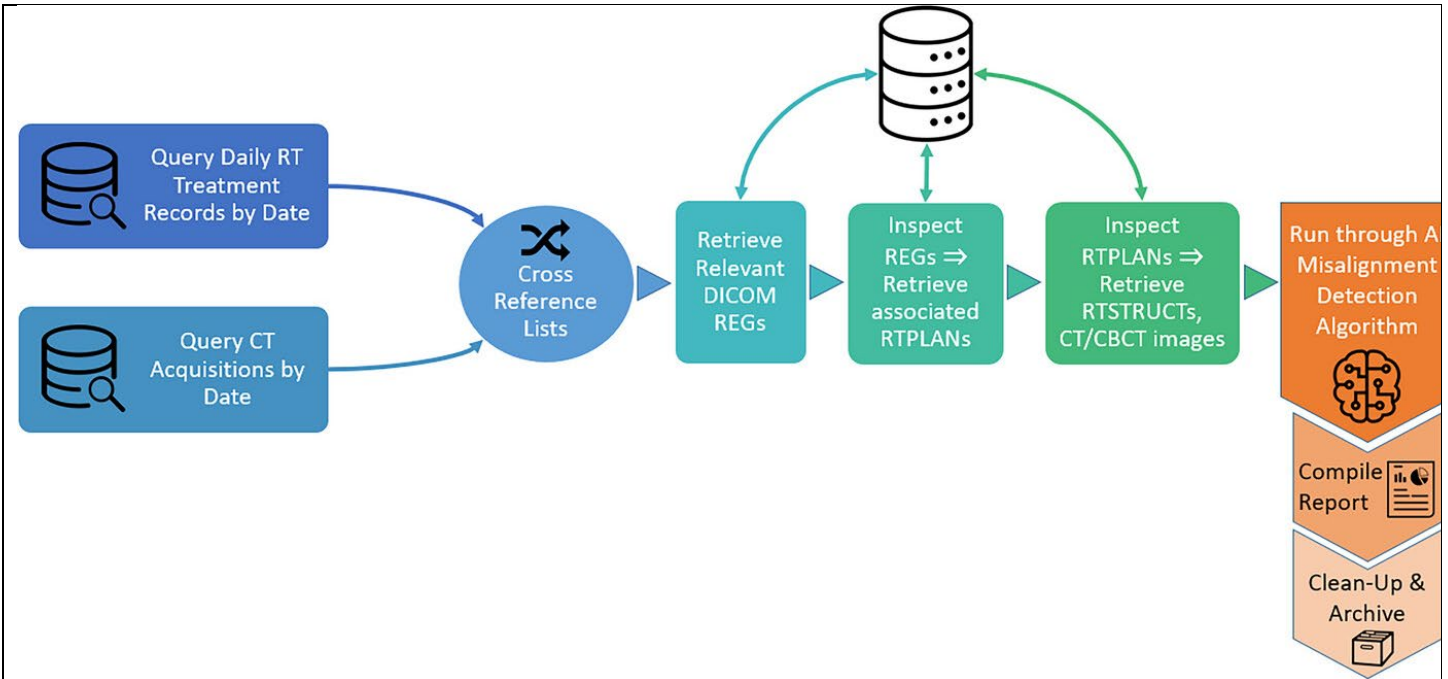 Query Daily RT
Treatment
Records by Date
Query CT
Acquisitions by
Date
Cross
Reference
Lists
Retrieve
Relevant
DICOM
REGs
Inspect
REGs ⇒
Retrieve
associated
RTPLANs
Inspect
RTPLANs ⇒
Retrieve
RTSTRUCTs,
CT/CBCT images
Run through A
Misalignment
Detection
Algorithm
Compile
Report
Clean-Up &
Archive